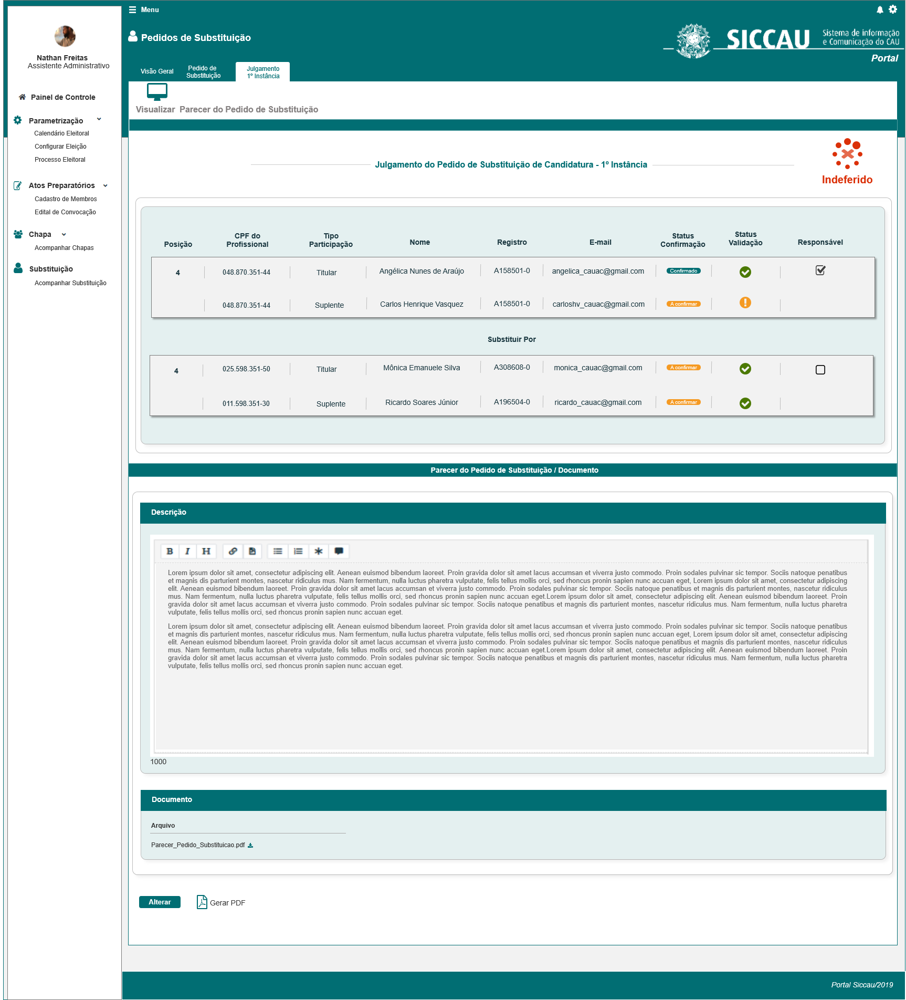 Menu
Nathan Freitas
Assistente Administrativo
Painel de Controle
Parametrização
Calendário Eleitoral
Configurar Eleição
Processo Eleitoral
Atos Preparatórios
Cadastro de Membros
Edital de Convocação
Chapa
Acompanhar Chapas
Substituição
Acompanhar Substituição
Pedidos de Substituição
SICCAU
Sistema de informação
e Comunicação do CAU
Portal
Visão Geral
Pedido de
Substituição
Julgamento
1º Instância
Visualizar Parecer do Pedido de Substituição
Julgamento do Pedido de Substituição de Candidatura - 1º Instância
Indeferido
Posição CPF do Profissional Tipo Participação Nome Registro E-mail Status Confirmação Status Validação Responsável
4 048.870.351-44 Titular Angélica Nunes de Araújo A158501-0 angelica_cauac@gmail.com Confirmado
048.870.351-44 Suplente Carlos Henrique Vasquez A158501-0 carloshv_cauac@gmail.com A confirmar
Substituir Por
4 025.598.351-50 Titular Mônica Emanuele Silva A308608-0 monica_cauac@gmail.com A confirmar
011.598.351-30 Suplente Ricardo Soares Júnior A196504-0 ricardo_cauac@gmail.com A confirmar
Parecer do Pedido de Substituição / Documento
Descrição
B I H
Lorem ipsum dolor sit amet, consectetur adipiscing elit. Aenean euismod bibendum laoreet. Proin gravida dolor sit amet lacus accumsan et viverra justo commodo. Proin sodales pulvinar sic tempor. Sociis natoque penatibus
et magnis dis parturient montes, nascetur ridiculus mus. Nam fermentum, nulla luctus pharetra vulputate, felis tellus mollis orci, sed rhoncus pronin sapien nunc accuan eget, Lorem ipsum dolor sit amet, consectetur adipiscing
elit. Aenean euismod bibendum laoreet. Proin gravida dolor sit amet lacus accumsan et viverra justo commodo. Proin sodales pulvinar sic tempor. Sociis natoque penatibus et magnis dis parturient montes, nascetur ridiculus
mus. Nam fermentum, nulla luctus pharetra vulputate, felis tellus mollis orci, sed rhoncus pronin sapien nunc accuan eget.Lorem ipsum dolor sit amet, consectetur adipiscing elit. Aenean euismod bibendum laoreet. Proin
gravida dolor sit amet lacus accumsan et viverra justo commodo. Proin sodales pulvinar sic tempor. Sociis natoque penatibus et magnis dis parturient montes, nascetur ridiculus mus. Nam fermentum, nulla luctus pharetra
vulputate, felis tellus mollis orci, sed rhoncus pronin sapien nunc accuan eget.
Lorem ipsum dolor sit amet, consectetur adipiscing elit. Aenean euismod bibendum laoreet. Proin gravida dolor sit amet lacus accumsan et viverra justo commodo. Proin sodales pulvinar sic tempor. Sociis natoque penatibus
et magnis dis parturient montes, nascetur ridiculus mus. Nam fermentum, nulla luctus pharetra vulputate, felis tellus mollis orci, sed rhoncus pronin sapien nunc accuan eget, Lorem ipsum dolor sit amet, consectetur adipiscing
elit. Aenean euismod bibendum laoreet. Proin gravida dolor sit amet lacus accumsan et viverra justo commodo. Proin sodales pulvinar sic tempor. Sociis natoque penatibus et magnis dis parturient montes, nascetur ridiculus
mus. Nam fermentum, nulla luctus pharetra vulputate, felis tellus mollis orci, sed rhoncus pronin sapien nunc accuan eget.Lorem ipsum dolor sit amet, consectetur adipiscing elit. Aenean euismod bibendum laoreet. Proin
gravida dolor sit amet lacus accumsan et viverra justo commodo. Proin sodales pulvinar sic tempor. Sociis natoque penatibus et magnis dis parturient montes, nascetur ridiculus mus. Nam fermentum, nulla luctus pharetra
vulputate, felis tellus mollis orci, sed rhoncus pronin sapien nunc accuan eget.
1000
Documento
Arquivo
Parecer_Pedido_Substituicao.pdf
Alterar
Gerar PDF
Portal Siccau/2019